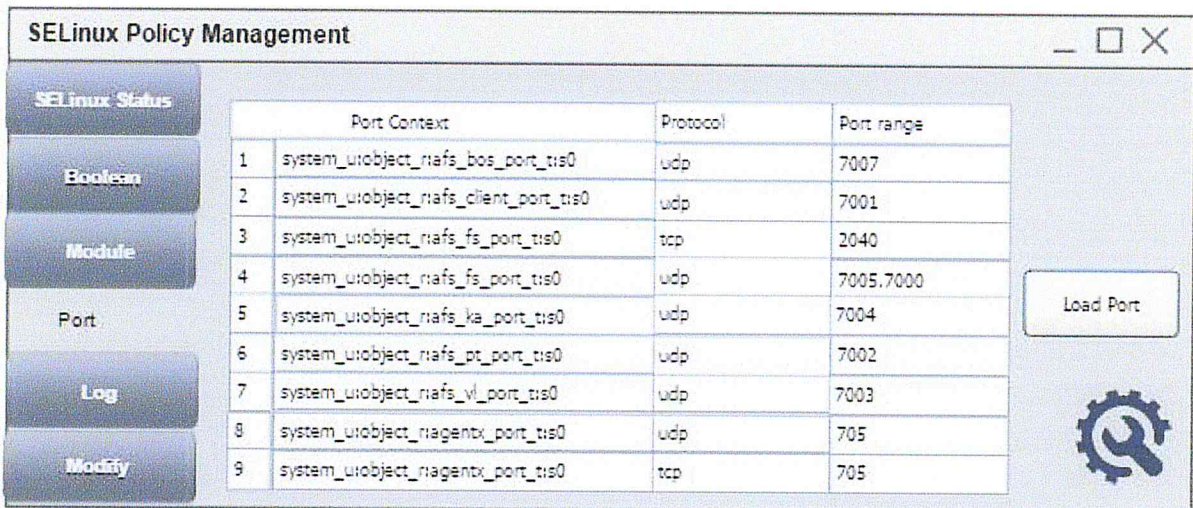 SELinux Policy Management
SELinux Status
Boolean
Module
Port
Log
Modify
Port Context Protocol Port range
1 system_u:object_r:afs_bos_port_t:s0 udp 7007
2 system_u:object_r:afs_client_port_t:s0 udp 7001
3 system_u:object_r:afs_fs_port_t:s0 tcp 2040
4 system_u:object_r:afs_fs_port_t:s0 udp 7005.7000
5 system_u:object_r:afs_ka_port_t:s0 udp 7004
6 system_u:object_r:afs_pt_port_t:s0 udp 7002
7 system_u:object_r:afs_vl_port_t:s0 udp 7003
8 system_u:object_r:agentx_port_t:s0 udp 705
9 system_u:object_r:agentx_port_t:s0 tcp 705
Load Port